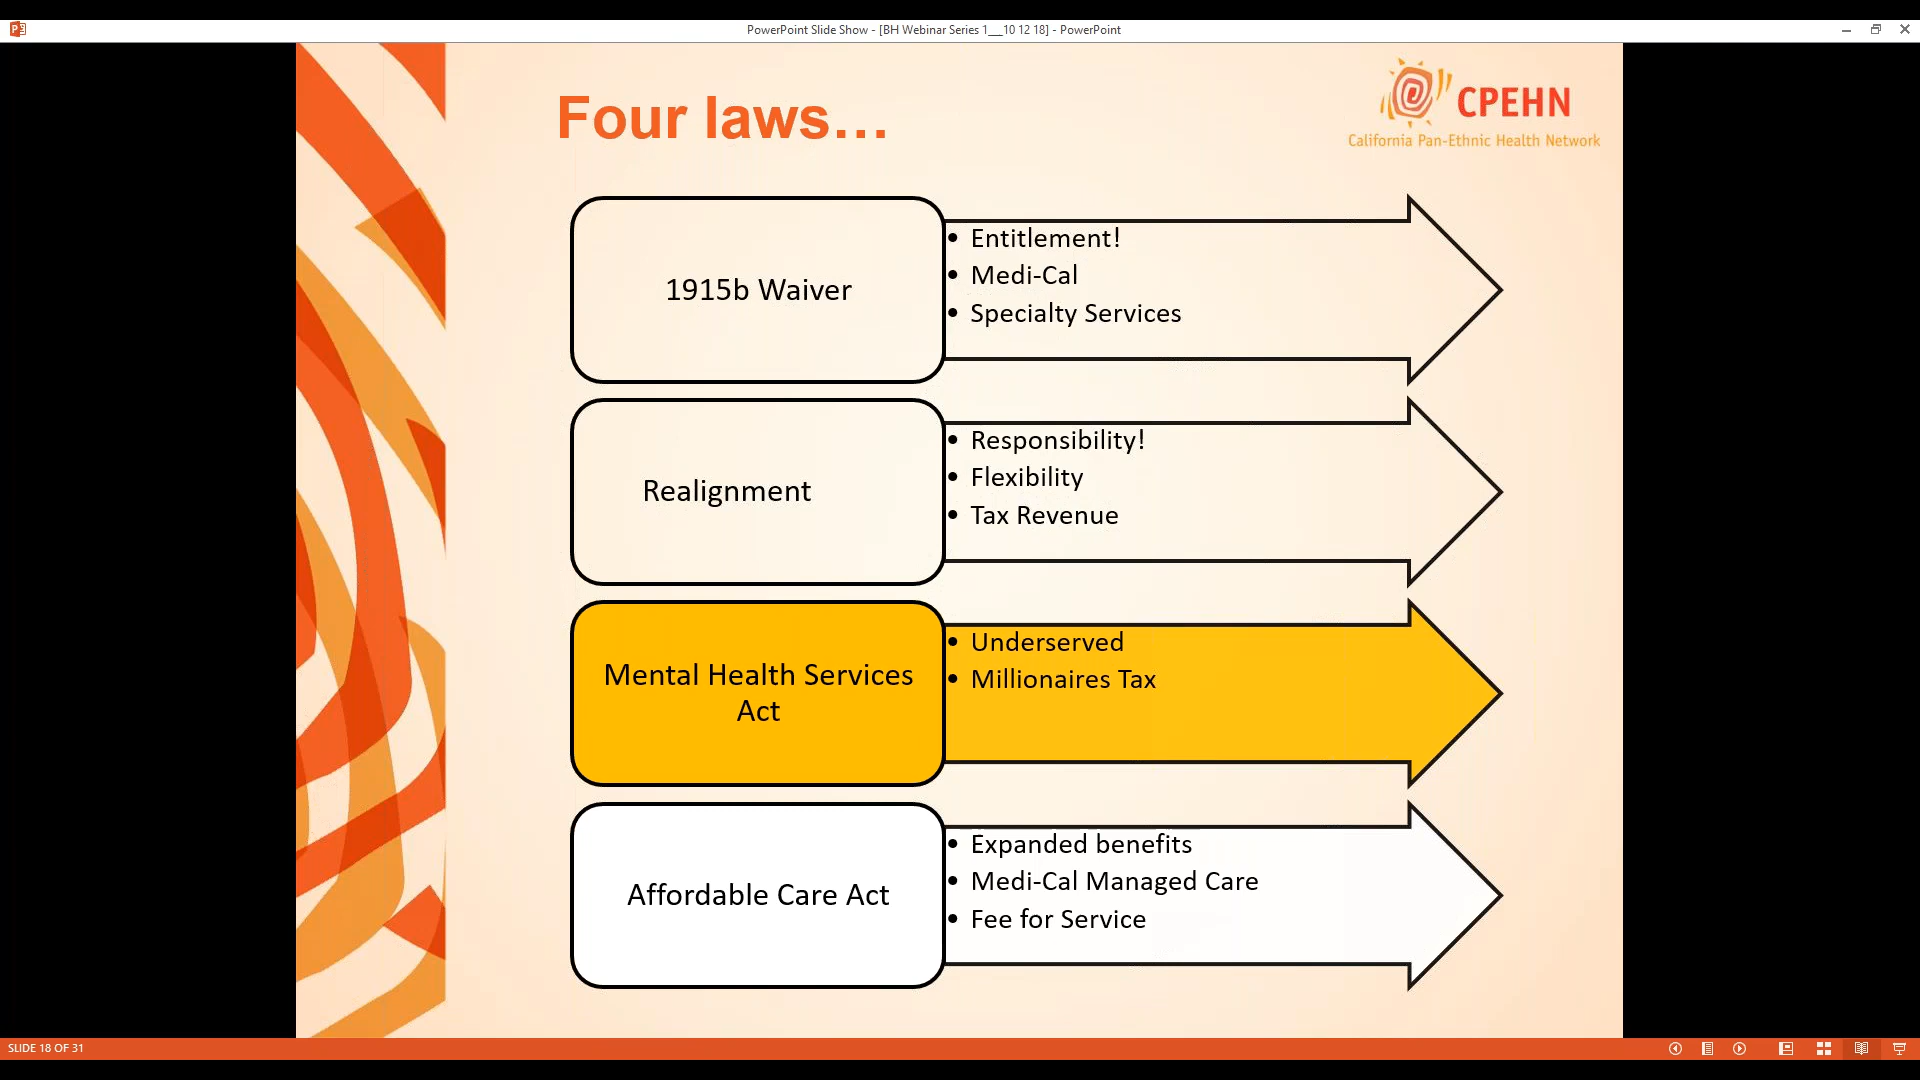 PowerPoint Slide Show - [BH Webinar Series 1__10 12 18] - PowerPoint
Four laws...
CPEHN
California Pan-Ethnic Health Network
1915b Waiver
• Entitlement!
• Medi-Cal
• Specialty Services
Realignment
• Responsibility!
• Flexibility
• Tax Revenue
Mental Health Services
Act
• Underserved
• Millionaires Tax
Affordable Care Act
• Expanded benefits
• Medi-Cal Managed Care
• Fee for Service
SLIDE 18 OF 31